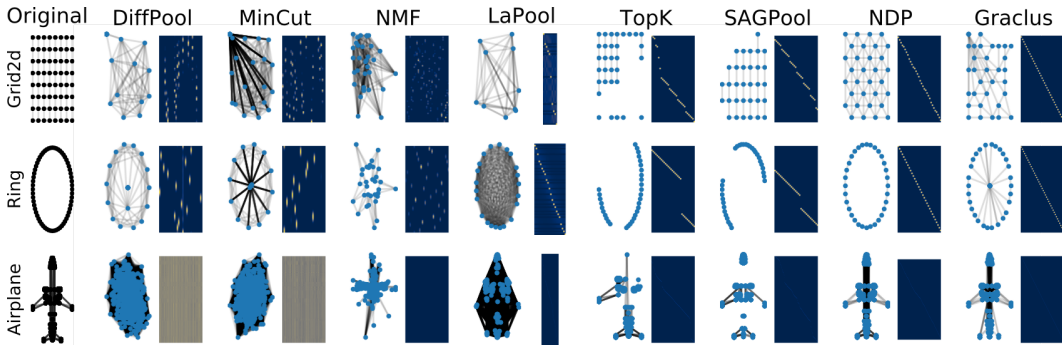 Original DiffPool MinCut NMF LaPool TopK SAGPool NDP Graclus
Grid2d
Ring
Airplane